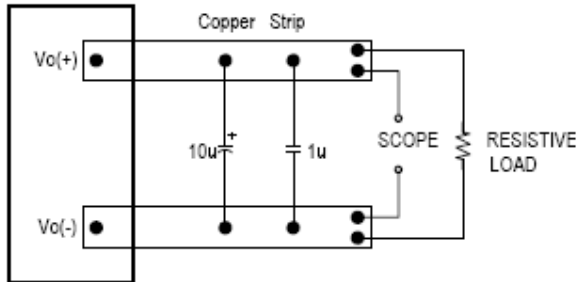 Copper Strip
Vo(+)
10u
+
1u
SCOPE
RESISTIVE
LOAD
Vo(-)